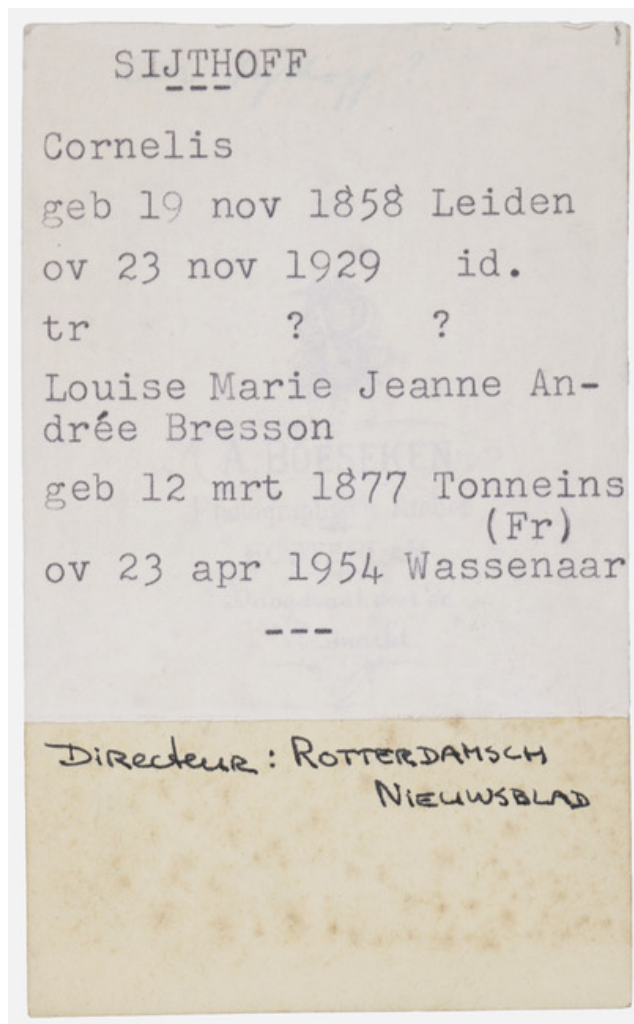 SIJTHOFF
---
Cornelis
geb 19 nov 1858 Leiden
ov 23 nov 1929 id.
tr ? ?
Louise Marie Jeanne An-
drée Bresson
geb 12 mrt 1877 Tonneins
(Fr)
ov 23 apr 1954 Wassenaar
---
Directeur: ROTTERDAMSCH
NIEUWSBLAD
A. BOESEKEN